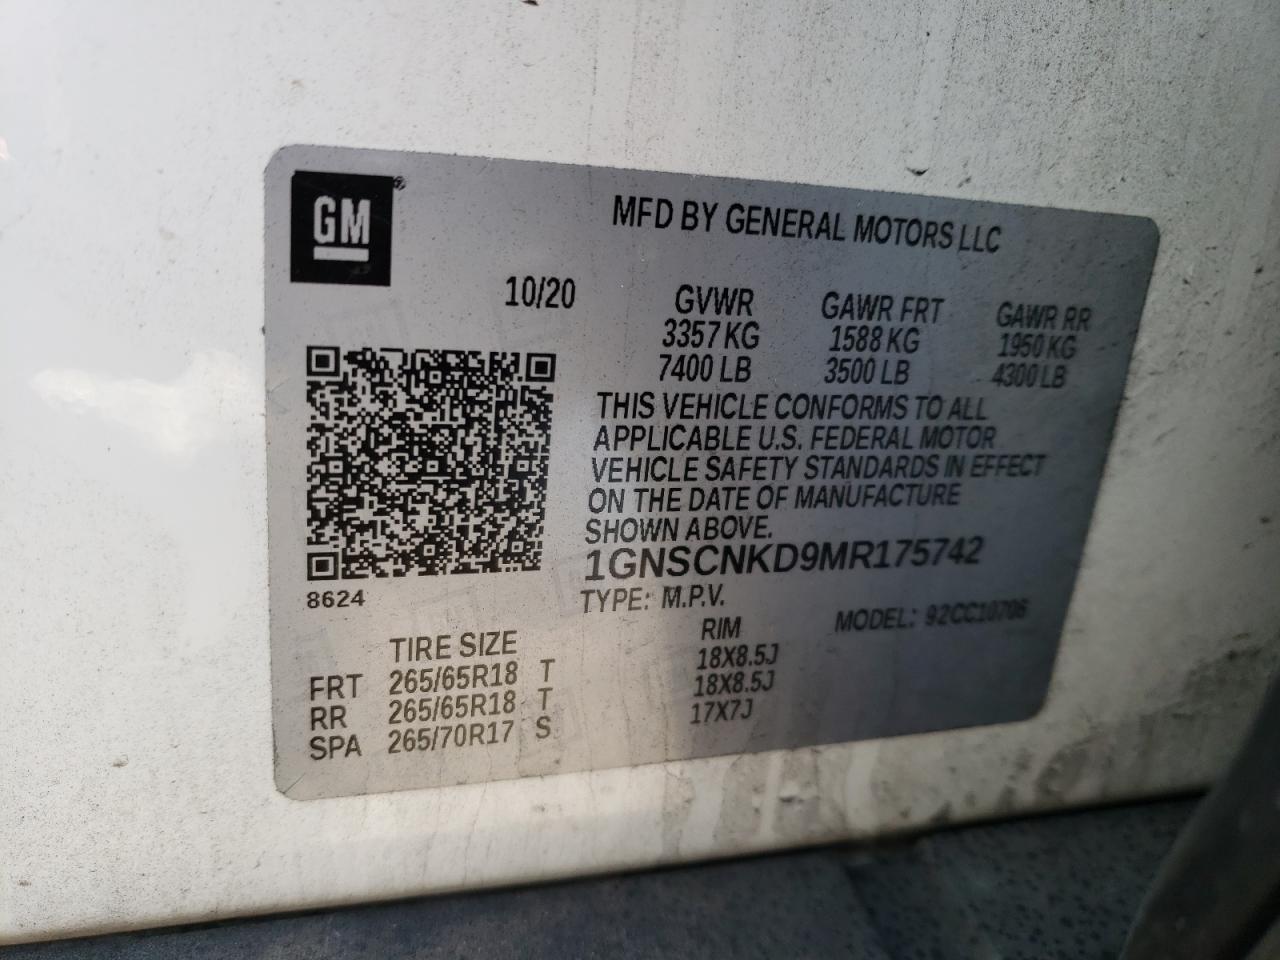 GM®
MFD BY GENERAL MOTORS LLC
10/20
GVWR GAWR FRT GAWR RR
3357 KG 1588 KG 1950 KG
7400 LB 3500 LB 4300 LB
THIS VEHICLE CONFORMS TO ALL
APPLICABLE U.S. FEDERAL MOTOR
VEHICLE SAFETY STANDARDS IN EFFECT
ON THE DATE OF MANUFACTURE
SHOWN ABOVE.
1GNSCNKD9MR175742
8624
TYPE: M.P.V. MODEL: 92CC10706
TIRE SIZE RIM
FRT 265/65R18 T 18X8.5J
RR 265/65R18 T 18X8.5J
SPA 265/70R17 S 17X7J